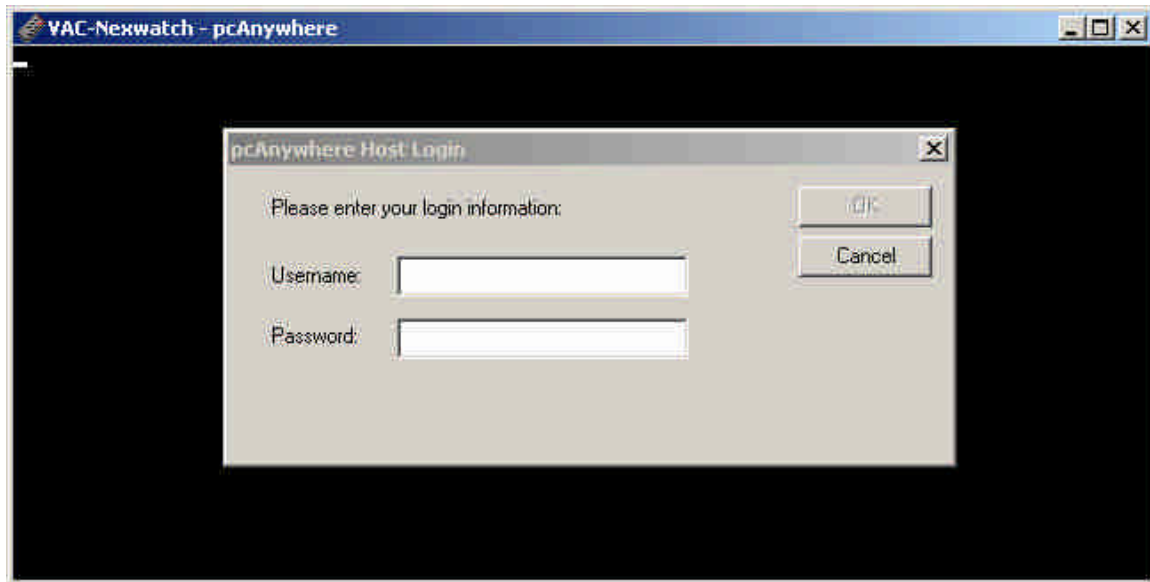 VAC-Nexwatch - pcAnywhere
pcAnywhere Host Login
Please enter your login information:
OK
Username:
Cancel
Password: